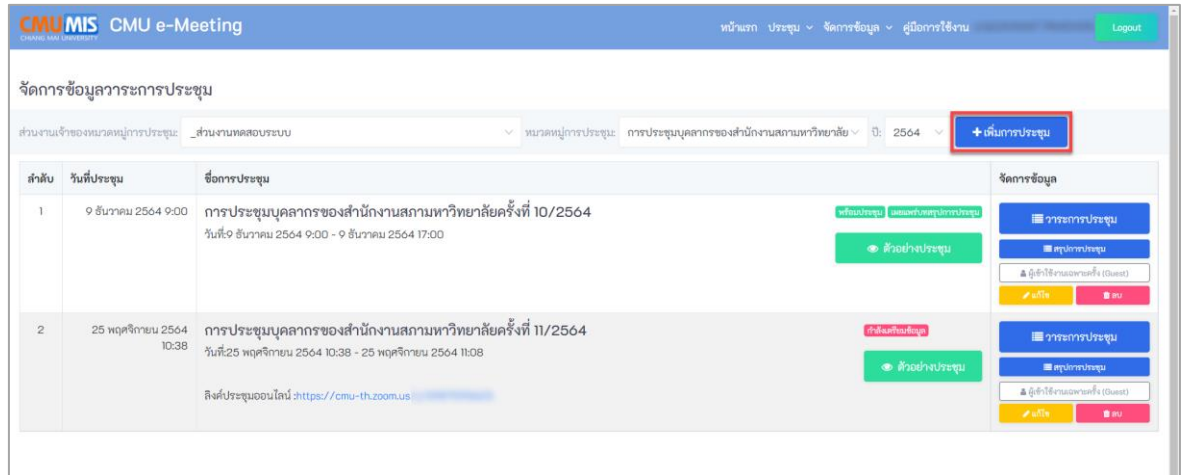 CMU MIS CMU e-Meeting หน้าแรก ประชุม จัดการข้อมูล คู่มือการใช้งาน Logout
CHIANG MAI UNIVERSITY
จัดการข้อมูลวาระการประชุม
ส่วนงานเจ้าของหมวดหมู่การประชุม: _ส่วนงานทดสอบระบบ หมวดหมู่การประชุม: การประชุมบุคลากรของสำนักงานสภามหาวิทยาลัย ปี: 2564 +เพิ่มการประชุม
ลำดับ วันที่ประชุม ชื่อการประชุม จัดการข้อมูล
1 9 ธันวาคม 2564 9:00 การประชุมบุคลากรของสำนักงานสภามหาวิทยาลัยครั้งที่ 10/2564 พร้อมประชุม เผยแพร่บทสรุปการประชุม วาระการประชุม
วันที่:9 ธันวาคม 2564 9:00 - 9 ธันวาคม 2564 17:00
ตัวอย่างประชุม สรุปการประชุม
ผู้เข้าใช้งานเฉพาะครั้ง (Guest)
แก้ไข ลบ
2 25 พฤศจิกายน 2564 การประชุมบุคลากรของสำนักงานสภามหาวิทยาลัยครั้งที่ 11/2564 กำลังเตรียมข้อมูล วาระการประชุม
10:38 วันที่:25 พฤศจิกายน 2564 10:38 - 25 พฤศจิกายน 2564 11:08
ตัวอย่างประชุม สรุปการประชุม
ลิงค์ประชุมออนไลน์ :https://cmu-th.zoom.us ผู้เข้าใช้งานเฉพาะครั้ง (Guest)
แก้ไข ลบ